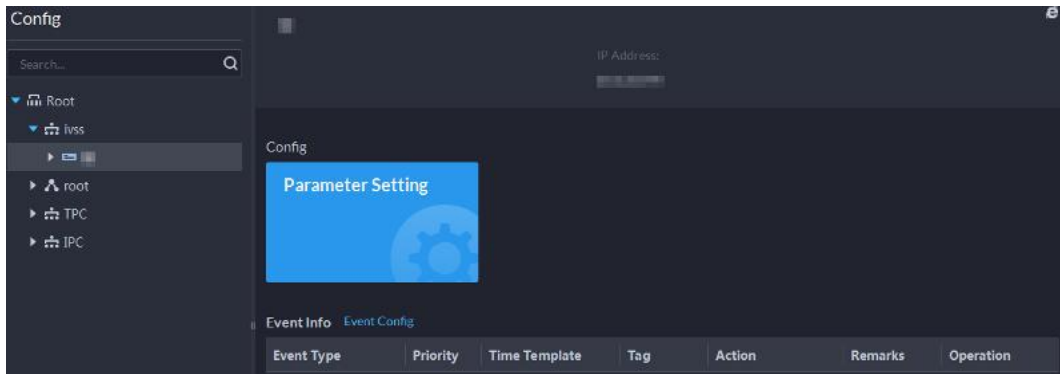 Config
Search...
Root
ivss
root
TPC
IPC
IP Address:
Config
Parameter Setting
Event Info Event Config
Event Type Priority Time Template Tag Action Remarks Operation